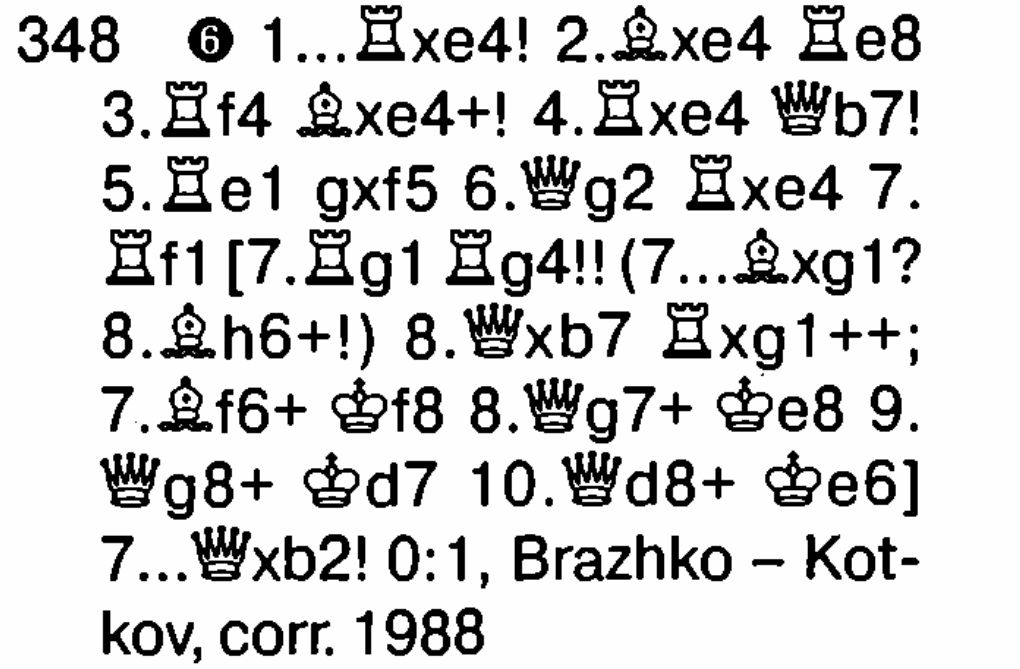 348 ❻ 1...♖xe4! 2.♗xe4 ♖e8
3.♖f4 ♗xe4+! 4.♖xe4 ♕b7!
5.♖e1 gxf5 6.♕g2 ♖xe4 7.
♖f1 [7.♖g1 ♖g4!! (7...♗xg1?
8.♗h6+!) 8.♕xb7 ♖xg1++;
7.♗f6+ ♔f8 8.♕g7+ ♔e8 9.
♕g8+ ♔d7 10.♕d8+ ♔e6]
7...♕xb2! 0:1, Brazhko – Kot-
kov, corr. 1988